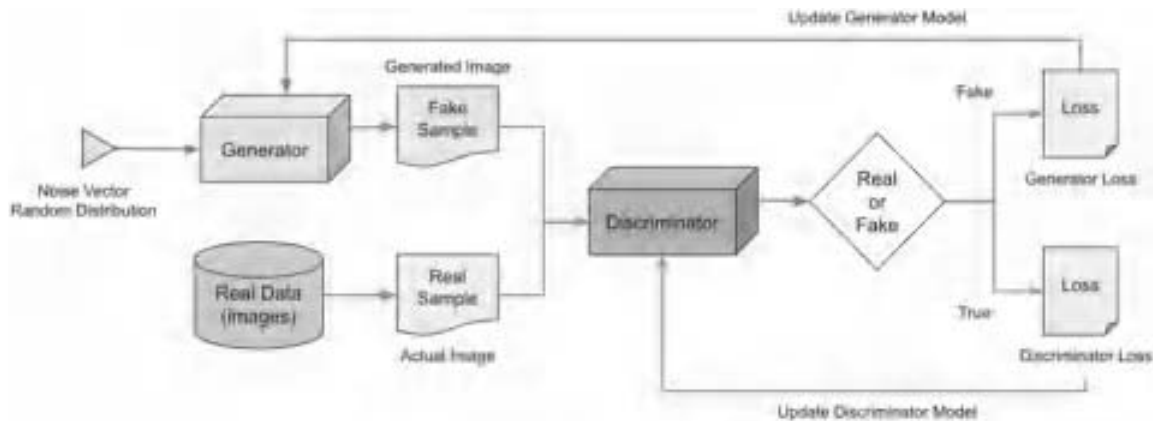 Update Generator Model
Generated Image
Fake
Sample
Generator
Noise Vector
Random Distribution
Real Data
(images)
Real
Sample
Actual Image
Discriminator
Real
or
Fake
Fake
Loss
Generator Loss
True
Loss
Discriminator Loss
Update Discriminator Model